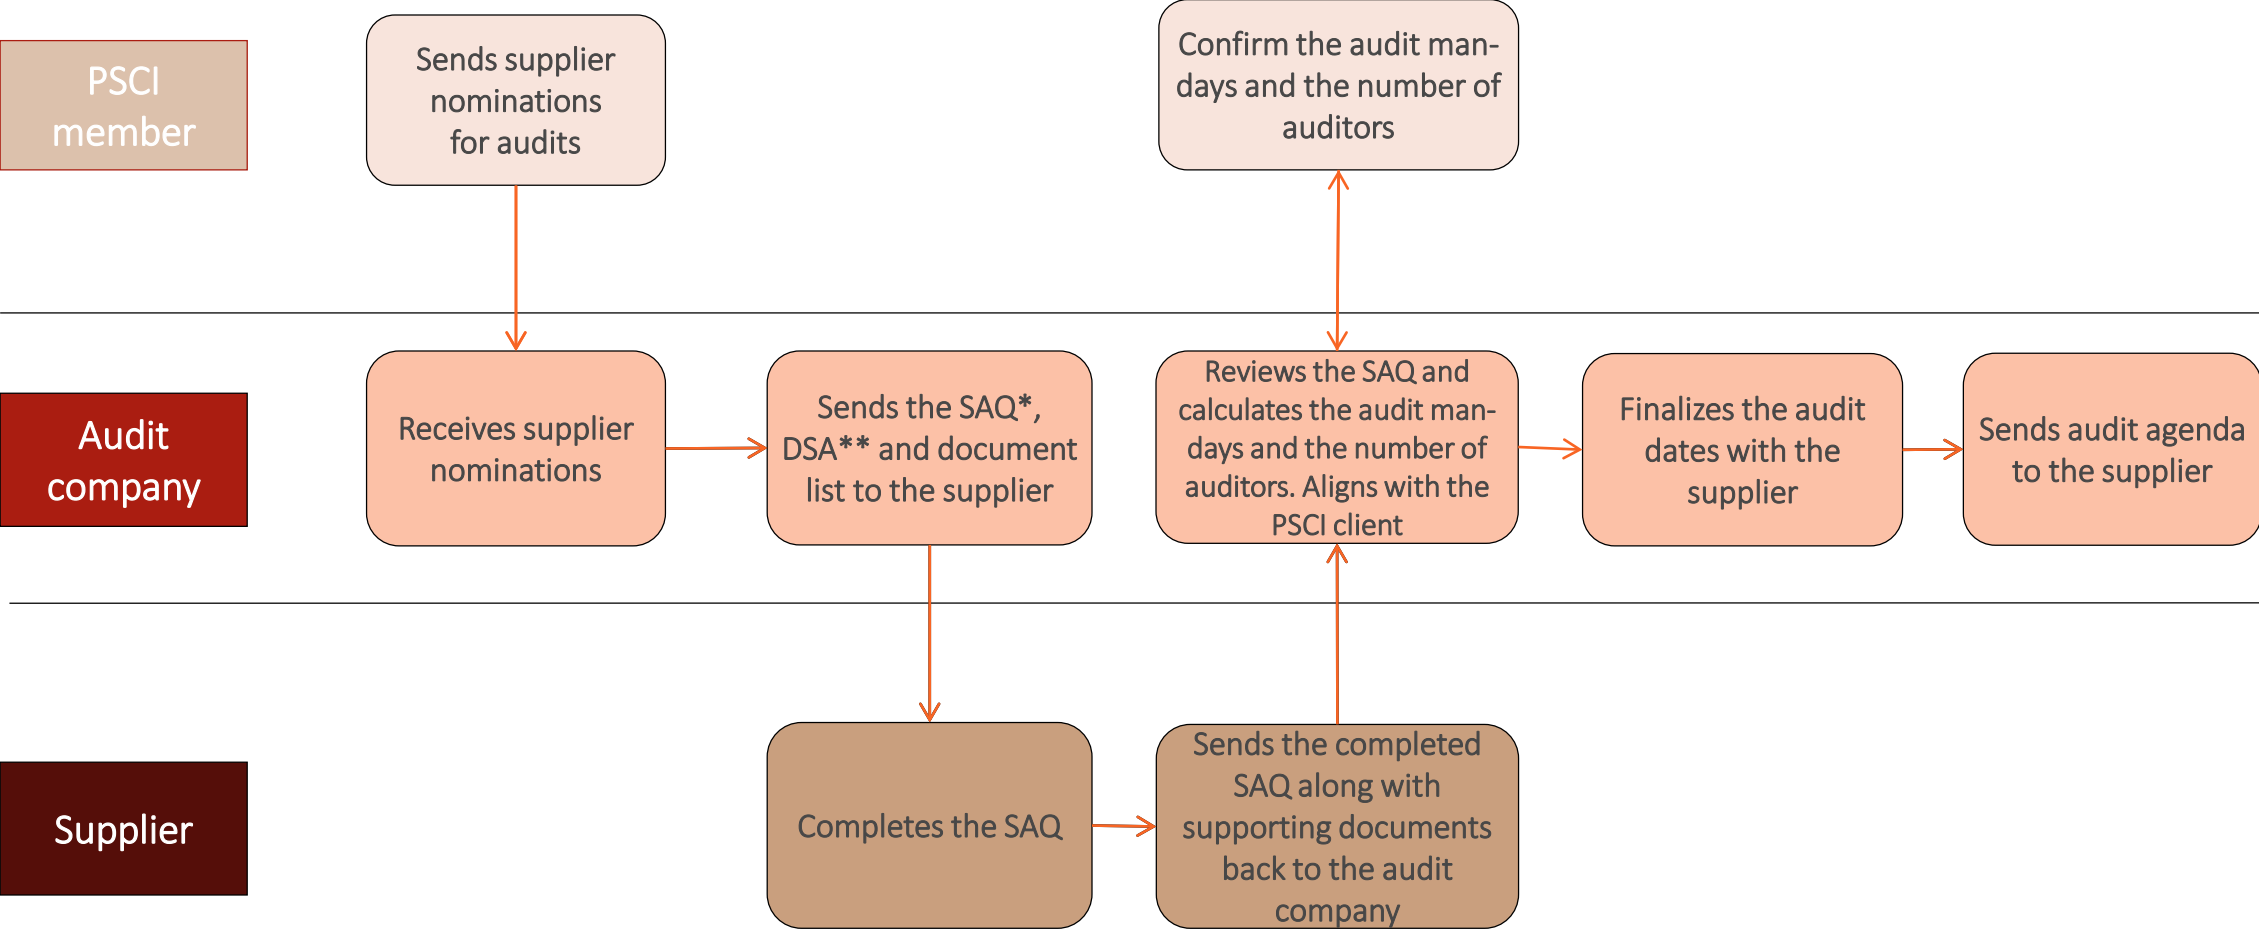 PSCI
member
Sends supplier
nominations
for audits
Confirm the audit man-
days and the number of
auditors
Audit
company
Receives supplier
nominations
Sends the SAQ*,
DSA** and document
list to the supplier
Reviews the SAQ and
calculates the audit man-
days and the number of
auditors. Aligns with the
PSCI client
Finalizes the audit
dates with the
supplier
Sends audit agenda
to the supplier
Supplier
Completes the SAQ
Sends the completed
SAQ along with
supporting documents
back to the audit
company